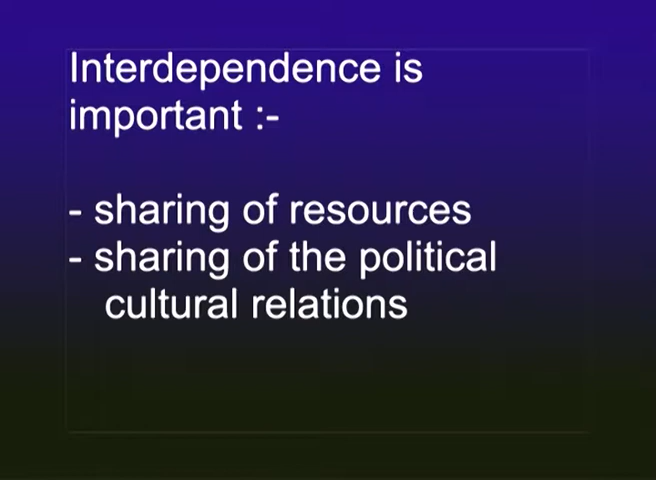 Interdependence is
important :-
- sharing of resources
- sharing of the political
cultural relations